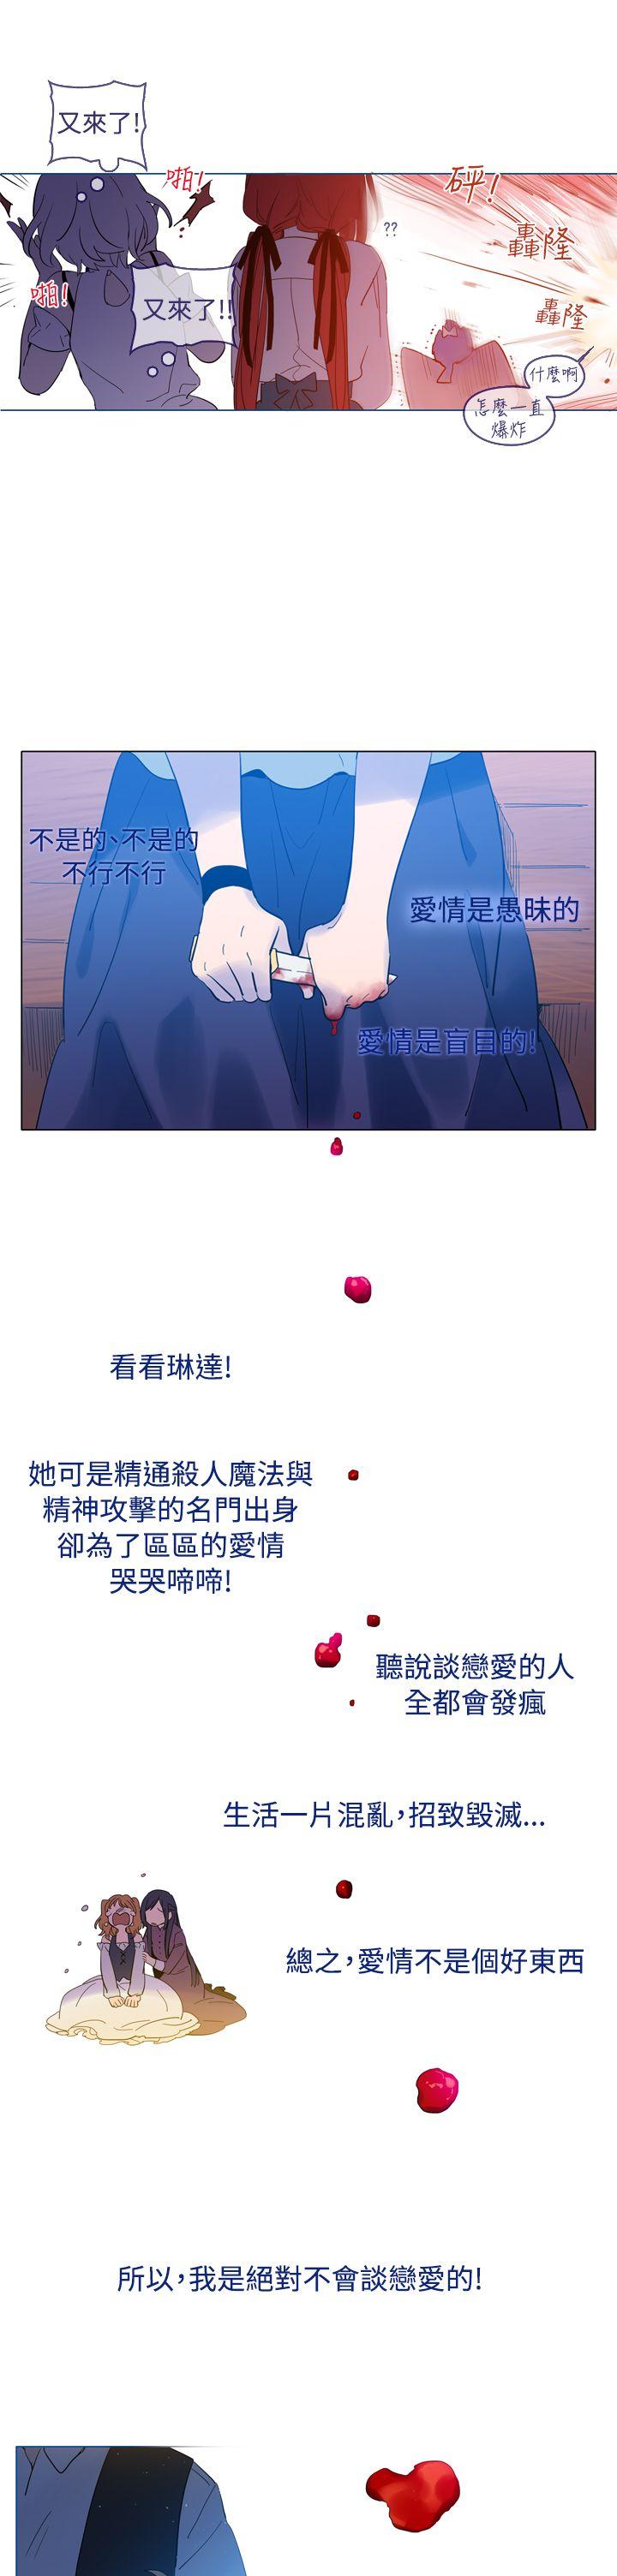 又來了!
啪!
砰!
??
轟隆
啪!
又來了!!
轟隆
什麼啊
怎麼一直
爆炸
不是的、不是的
不行不行
愛情是愚昧的
愛情是盲目的!
看看琳達!
她可是精通殺人魔法與
精神攻擊的名門出身
卻為了區區的愛情
哭哭啼啼!
聽說談戀愛的人
全都會發瘋
生活一片混亂,招致毀滅...
總之,愛情不是個好東西
所以,我是絕對不會談戀愛的!